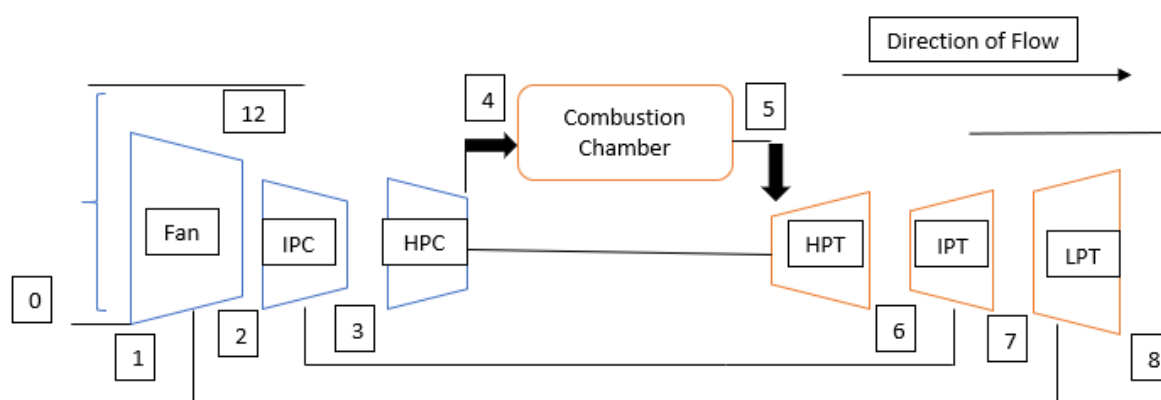 Direction of Flow
12
4
Combustion
Chamber
5
Fan
IPC
HPC
HPT
IPT
LPT
0
1
2
3
6
7
8